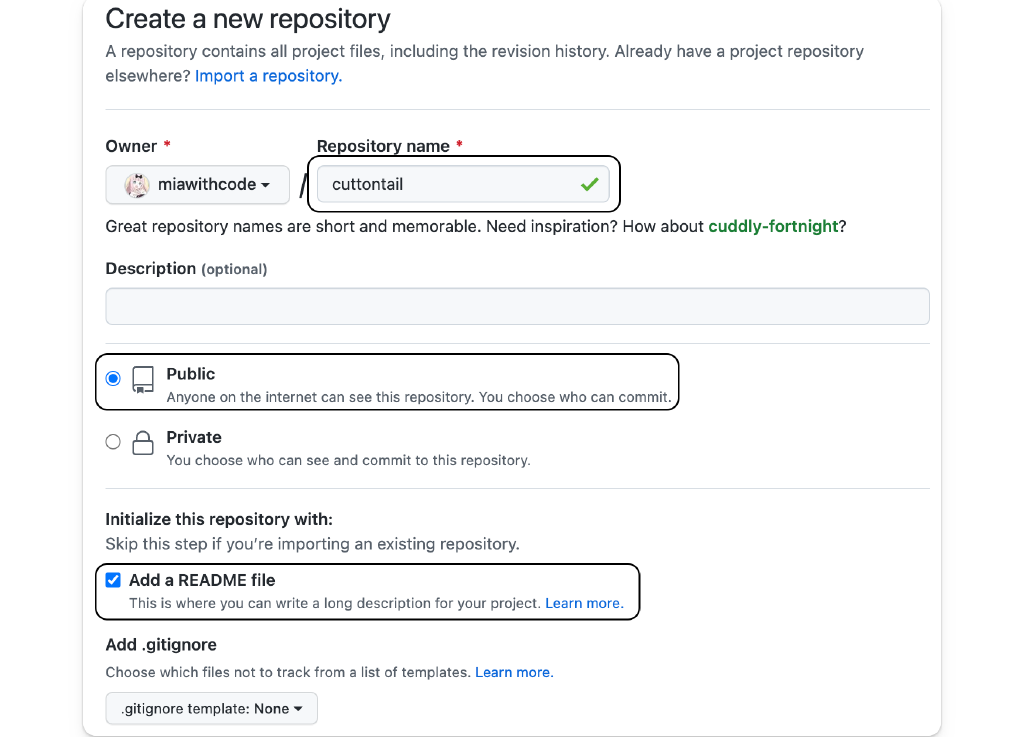 Create a new repository
A repository contains all project files, including the revision history. Already have a project repository
elsewhere? Import a repository.
Owner *
Repository name *
miawithcode
/
cuttontail
Great repository names are short and memorable. Need inspiration? How about cuddly-fortnight?
Description (optional)
Public
Anyone on the internet can see this repository. You choose who can commit.
Private
You choose who can see and commit to this repository.
Initialize this repository with:
Skip this step if you’re importing an existing repository.
Add a README file
This is where you can write a long description for your project. Learn more.
Add .gitignore
Choose which files not to track from a list of templates. Learn more.
.gitignore template: None